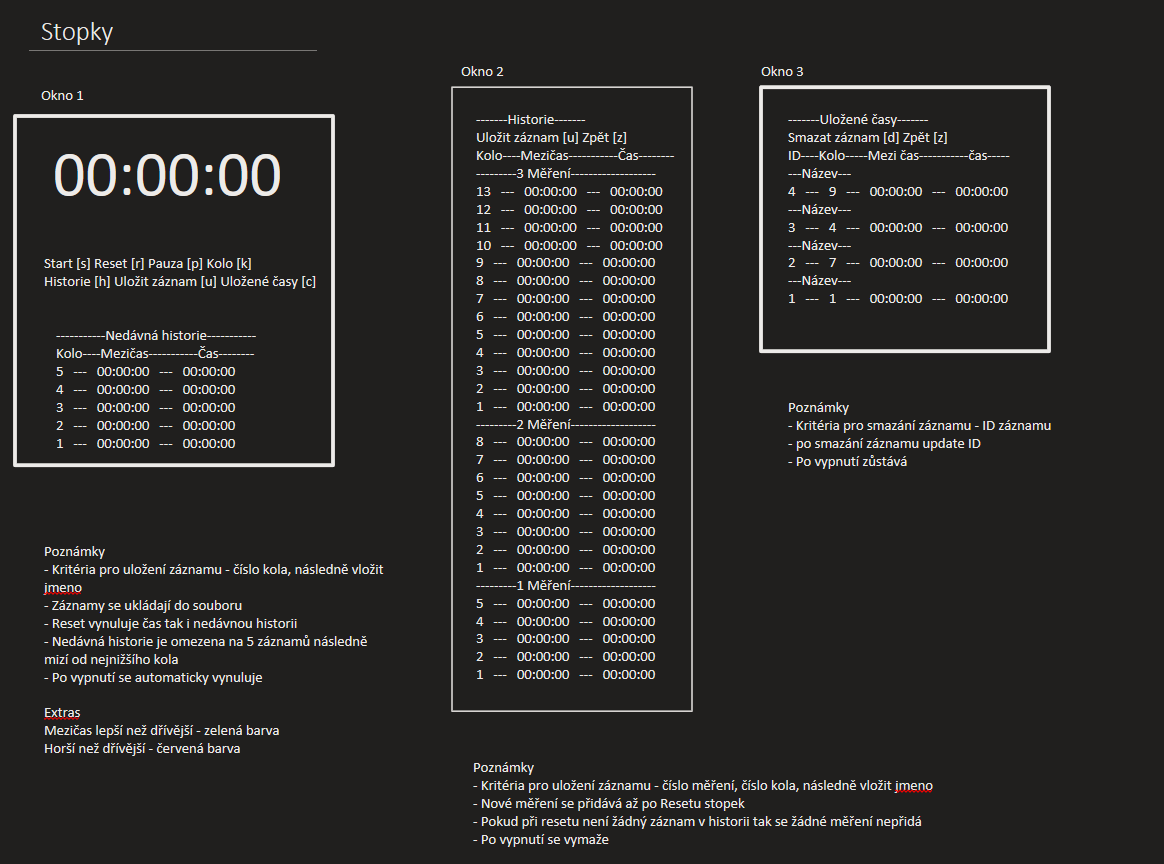 Stopky
Okno 1
00:00:00
Start [s] Reset [r] Pauza [p] Kolo [k]
Historie [h] Uložit záznam [u] Uložené časy [c]
-----------Nedávná historie-----------
Kolo----Mezičas-----------Čas--------
5 --- 00:00:00 --- 00:00:00
4 --- 00:00:00 --- 00:00:00
3 --- 00:00:00 --- 00:00:00
2 --- 00:00:00 --- 00:00:00
1 --- 00:00:00 --- 00:00:00
Poznámky
- Kritéria pro uložení záznamu - číslo kola, následně vložit
jmeno
- Záznamy se ukládají do souboru
- Reset vynuluje čas tak i nedávnou historii
- Nedávná historie je omezena na 5 záznamů následně
mizí od nejnižšího kola
- Po vypnutí se automaticky vynuluje
Extras
Mezičas lepší než dřívější - zelená barva
Horší než dřívější - červená barva
Okno 2
-------Historie-------
Uložit záznam [u] Zpět [z]
Kolo----Mezičas-----------Čas--------
---------3 Měření-------------------
13 --- 00:00:00 --- 00:00:00
12 --- 00:00:00 --- 00:00:00
11 --- 00:00:00 --- 00:00:00
10 --- 00:00:00 --- 00:00:00
9 --- 00:00:00 --- 00:00:00
8 --- 00:00:00 --- 00:00:00
7 --- 00:00:00 --- 00:00:00
6 --- 00:00:00 --- 00:00:00
5 --- 00:00:00 --- 00:00:00
4 --- 00:00:00 --- 00:00:00
3 --- 00:00:00 --- 00:00:00
2 --- 00:00:00 --- 00:00:00
1 --- 00:00:00 --- 00:00:00
---------2 Měření-------------------
8 --- 00:00:00 --- 00:00:00
7 --- 00:00:00 --- 00:00:00
6 --- 00:00:00 --- 00:00:00
5 --- 00:00:00 --- 00:00:00
4 --- 00:00:00 --- 00:00:00
3 --- 00:00:00 --- 00:00:00
2 --- 00:00:00 --- 00:00:00
1 --- 00:00:00 --- 00:00:00
---------1 Měření-------------------
5 --- 00:00:00 --- 00:00:00
4 --- 00:00:00 --- 00:00:00
3 --- 00:00:00 --- 00:00:00
2 --- 00:00:00 --- 00:00:00
1 --- 00:00:00 --- 00:00:00
Poznámky
- Kritéria pro uložení záznamu - číslo měření, číslo kola, následně vložit jmeno
- Nové měření se přidává až po Resetu stopek
- Pokud při resetu není žádný záznam v historii tak se žádné měření nepřidá
- Po vypnutí se vymaže
Okno 3
-------Uložené časy-------
Smazat záznam [d] Zpět [z]
ID----Kolo-----Mezi čas-----------čas-----
---Název---
4 --- 9 --- 00:00:00 --- 00:00:00
---Název---
3 --- 4 --- 00:00:00 --- 00:00:00
---Název---
2 --- 7 --- 00:00:00 --- 00:00:00
---Název---
1 --- 1 --- 00:00:00 --- 00:00:00
Poznámky
- Kritéria pro smazání záznamu - ID záznamu
- po smazání záznamu update ID
- Po vypnutí zůstává